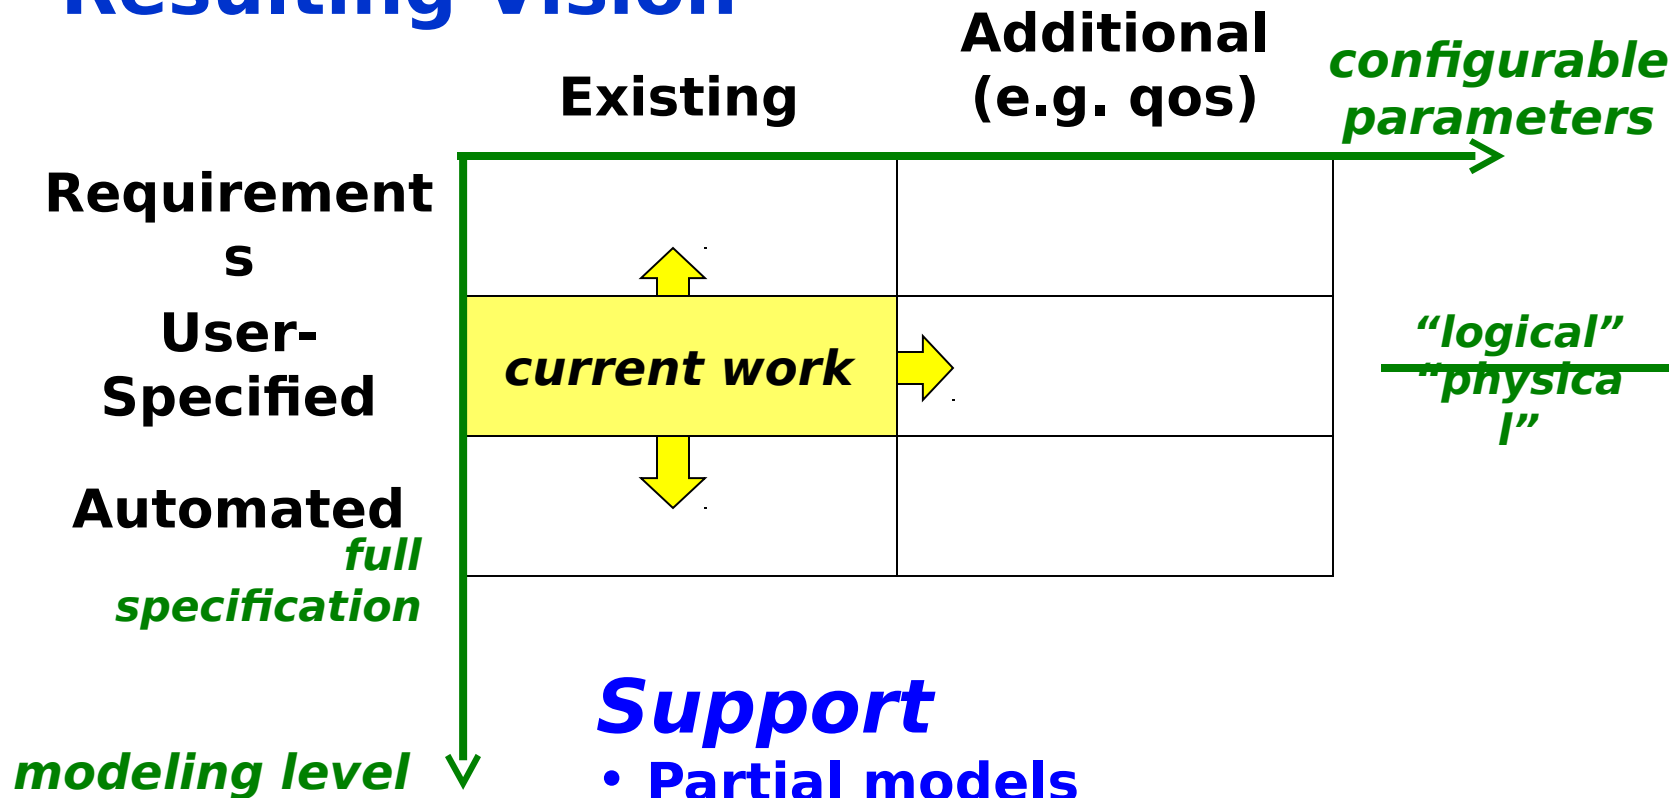 Resulting Vision
Additional
(e.g. qos)
Existing
configurable
parameters
Requirement
s
User-
Specified
current work
“logical”
“physica
l”
Automated
full
specification
modeling level
Support
• Partial models